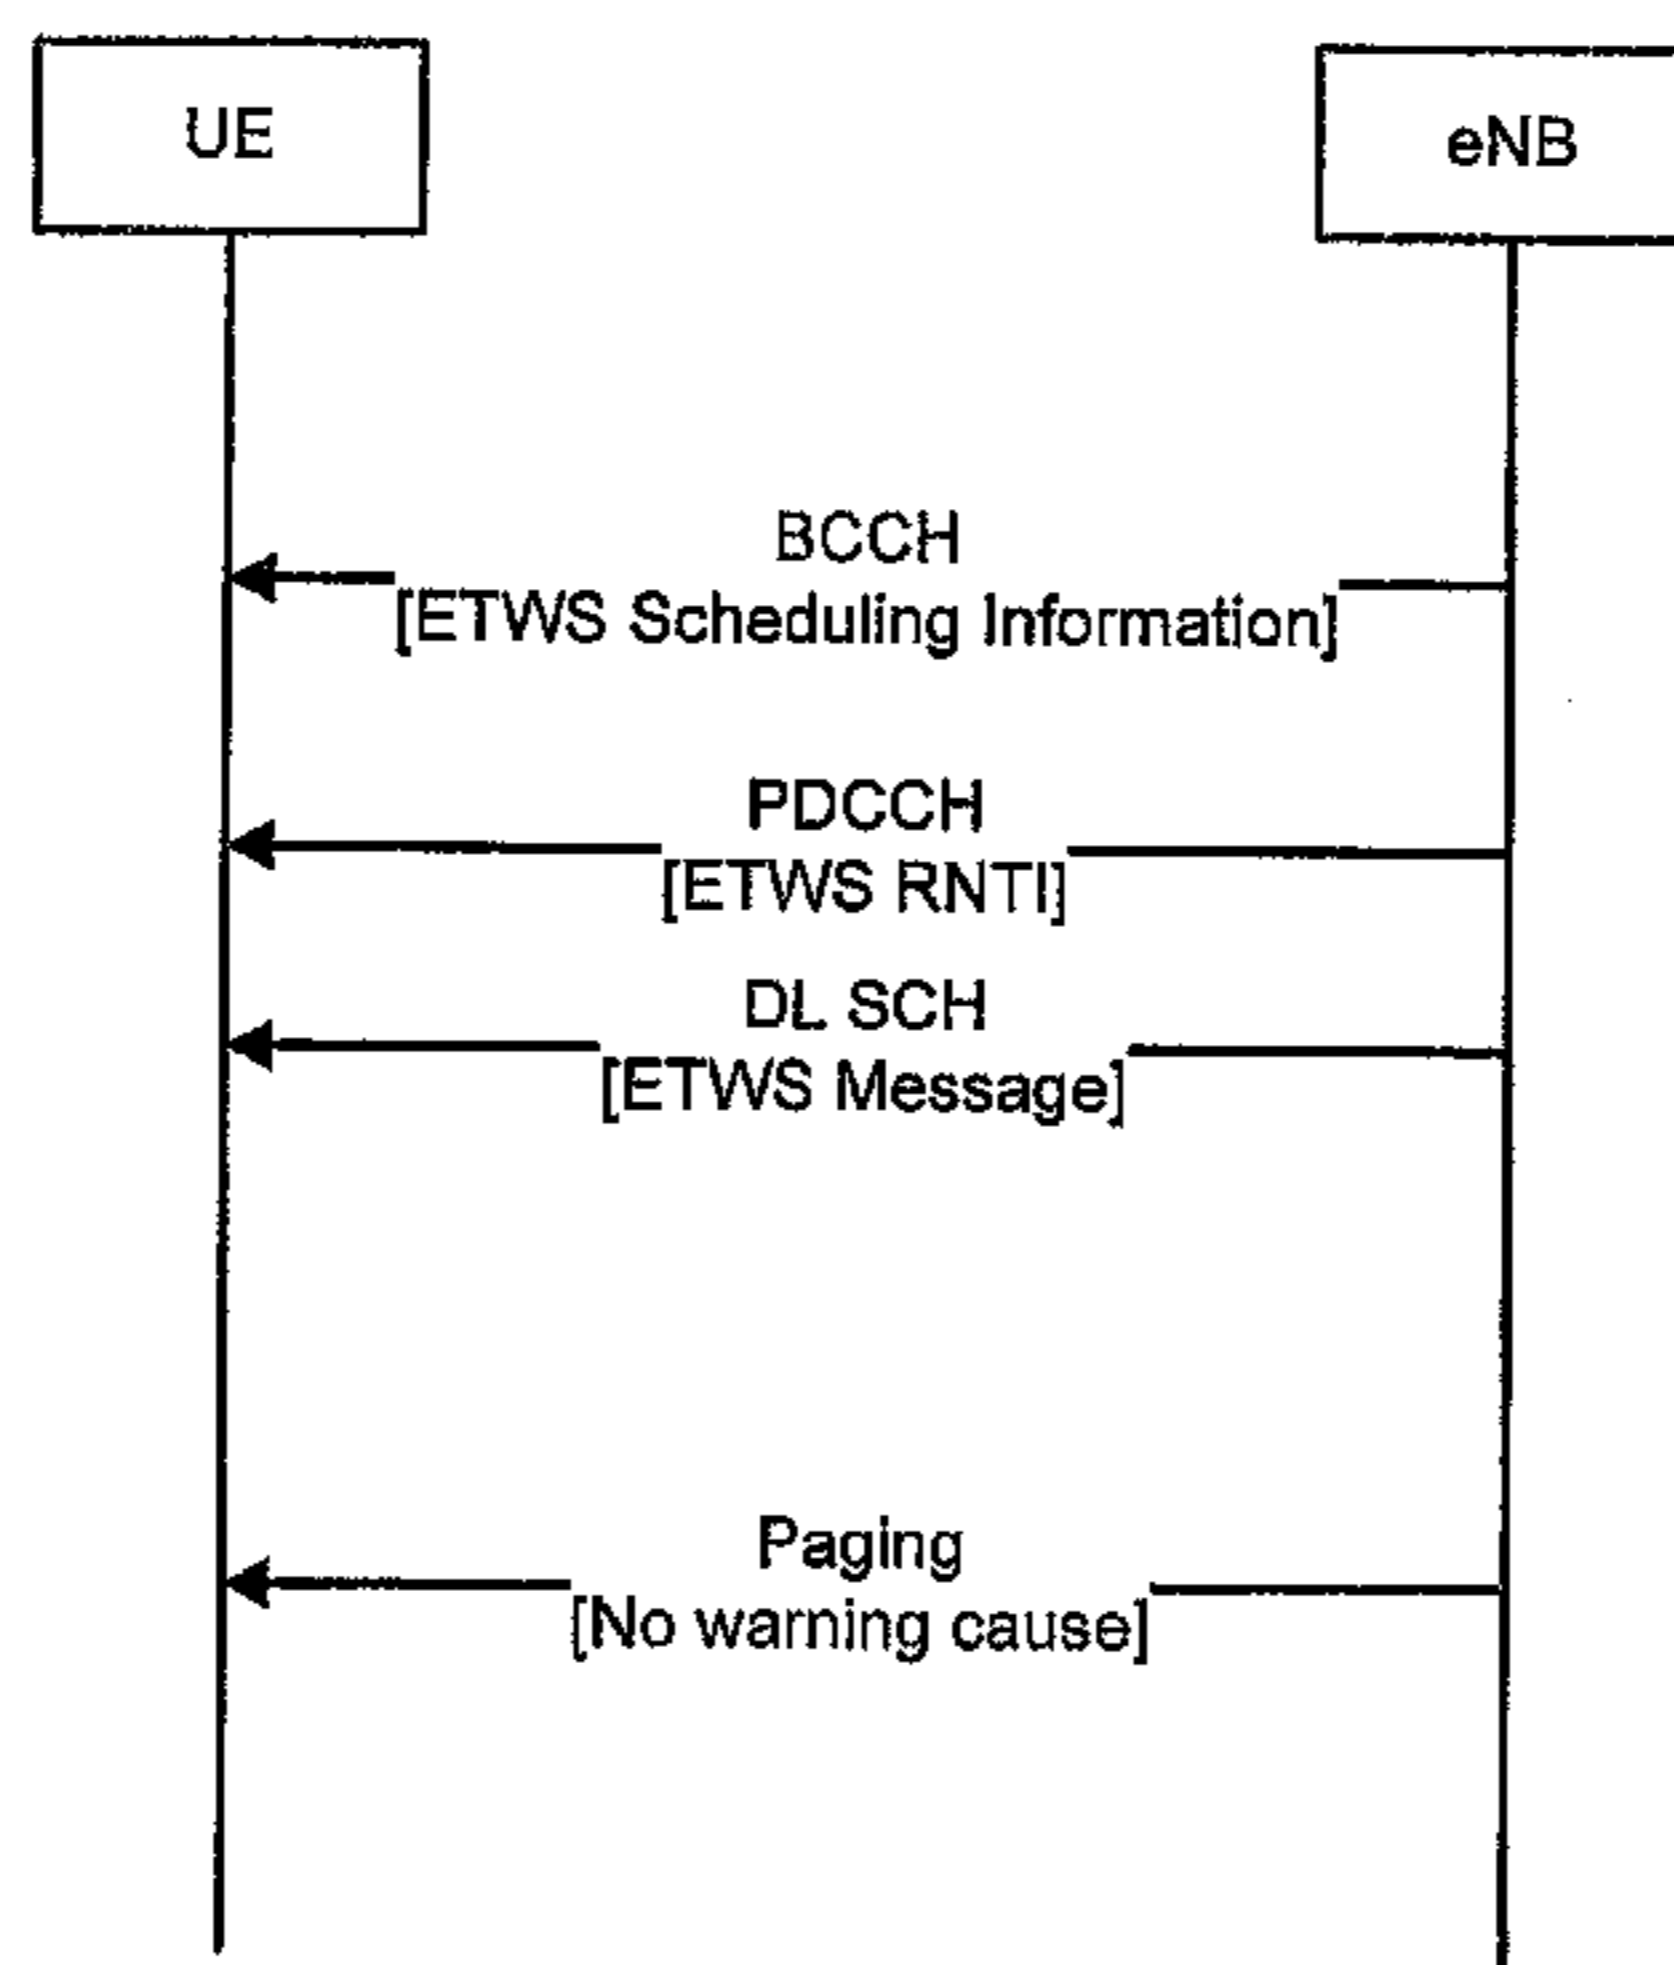 UE
eNB
BCCH
[ETWS Scheduling Information]
PDCCH
[ETWS RNTI]
DL SCH
[ETWS Message]
Paging
[No warning cause]